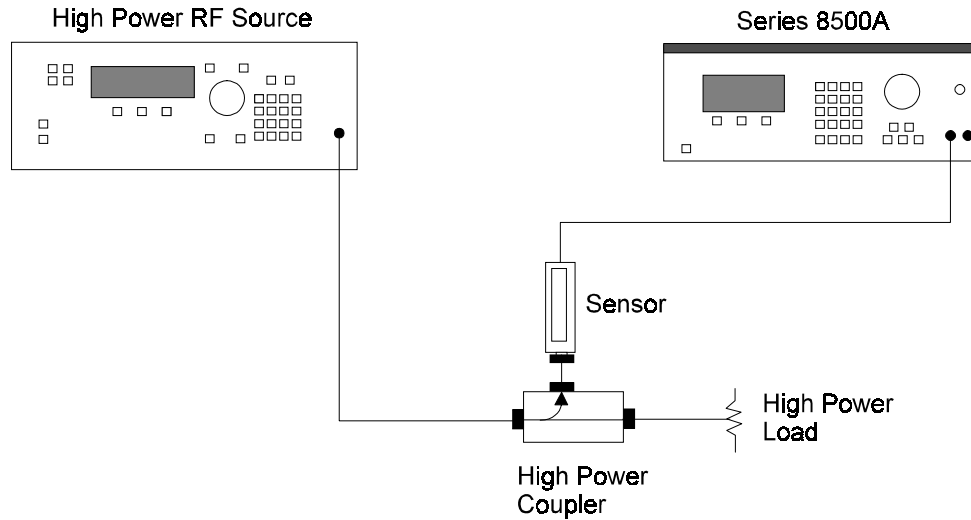 High Power RF Source
Series 8500A
Sensor
High Power
Load
High Power
Coupler